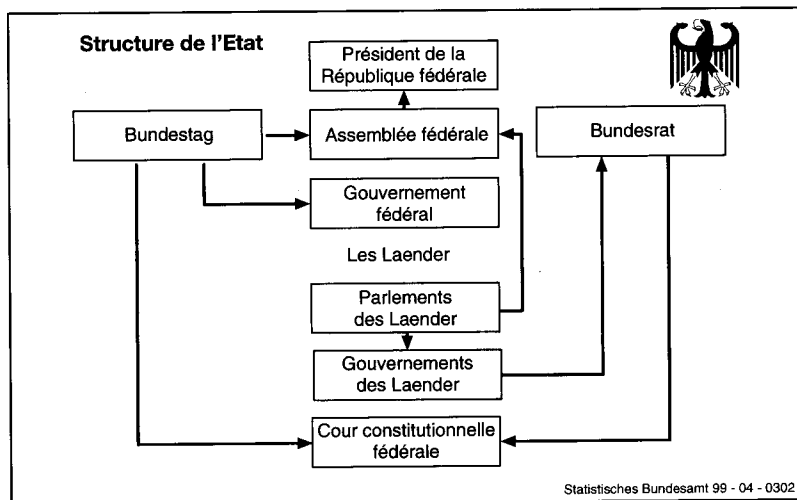 Structure de l'Etat
Président de la
République fédérale
Bundestag
Assemblée fédérale
Bundesrat
Gouvernement
fédéral
Les Laender
Parlements
des Laender
Gouvernements
des Laender
Cour constitutionnelle
fédérale
Statistisches Bundesamt 99 - 04 - 0302